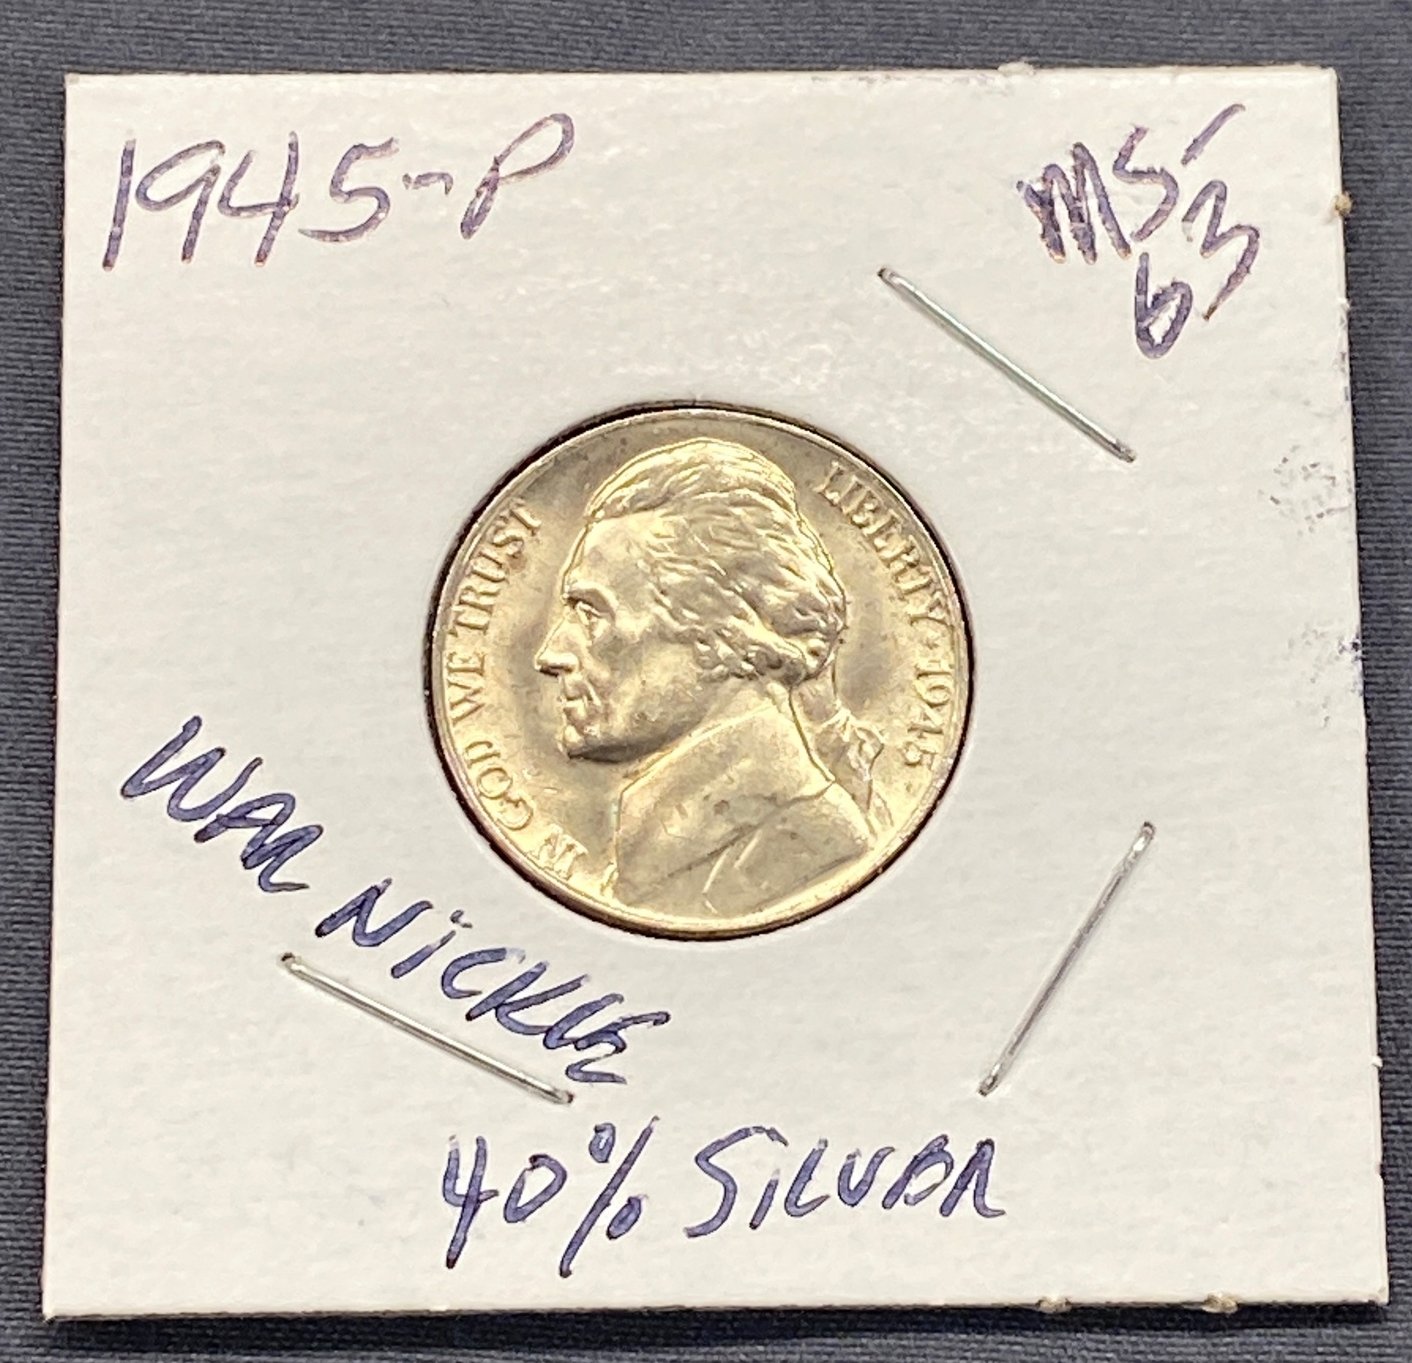 1945-P
MS-
63
IN GOD WE TRUST
LIBERTY · 1945
WAR NICKLE
40% SILVER